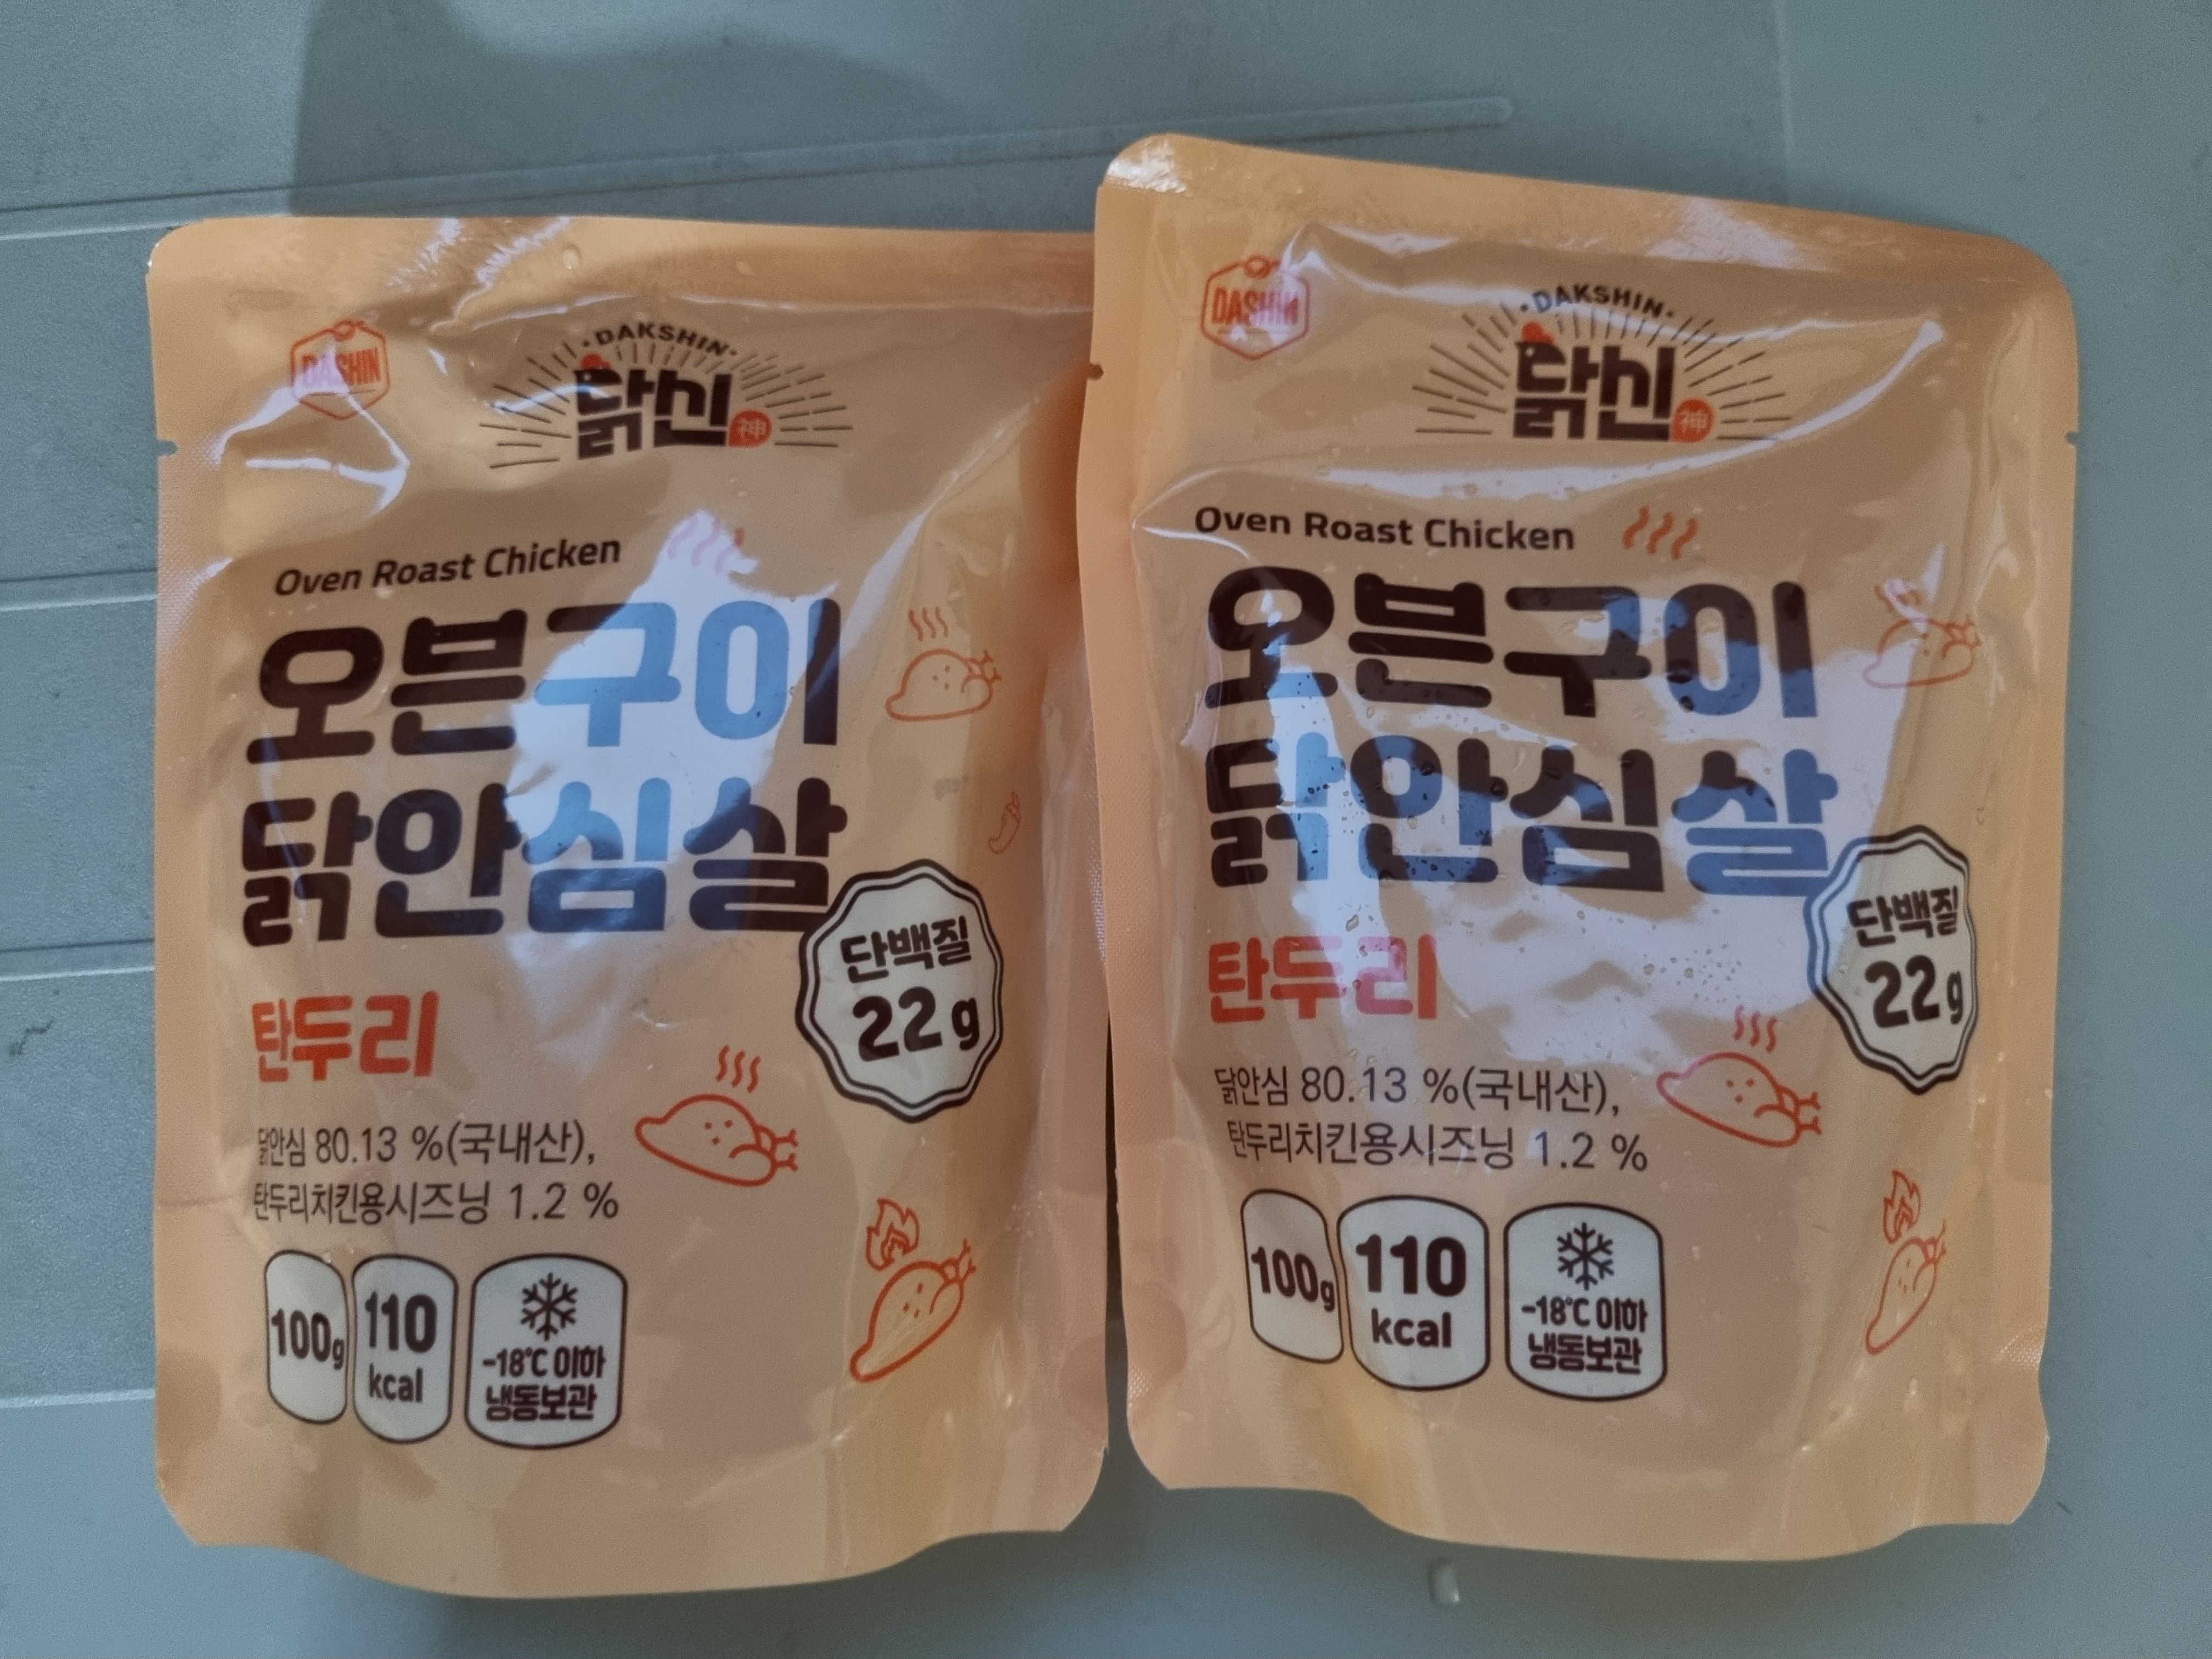 DASHIN
DAKSHIN
닭신
神
Oven Roast Chicken
오븐구이
닭안심살
단백질
22 g
탄두리
닭안심 80.13 %(국내산),
탄두리치킨용시즈닝 1.2 %
100g
110
kcal
-18℃ 이하
냉동보관
DASHIN
DAKSHIN
닭신
神
Oven Roast Chicken
오븐구이
닭안심살
단백질
22 g
탄두리
닭안심 80.13 %(국내산),
탄두리치킨용시즈닝 1.2 %
100g
110
kcal
-18℃ 이하
냉동보관